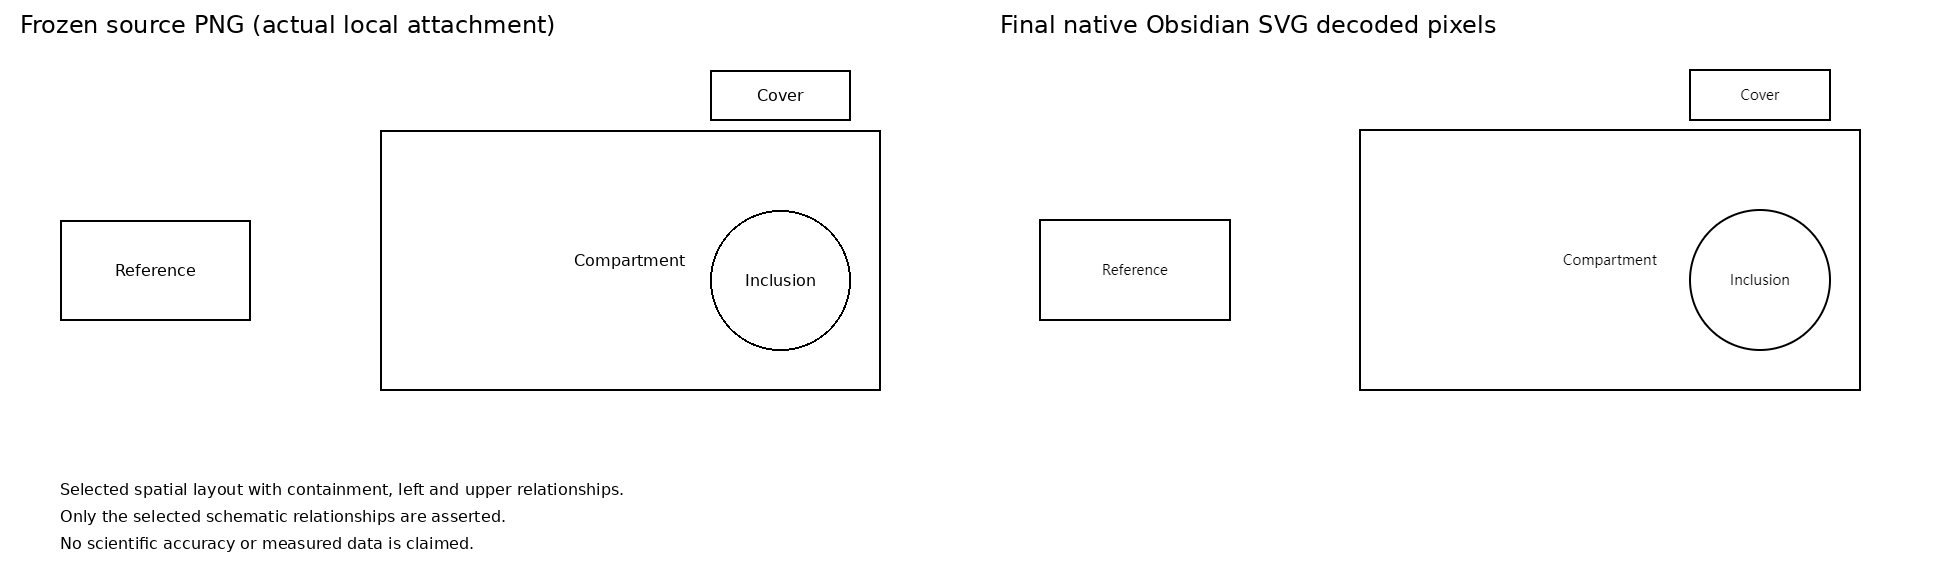 Frozen source PNG (actual local attachment)
Cover
Reference
Compartment
Inclusion
Selected spatial layout with containment, left and upper relationships.
Only the selected schematic relationships are asserted.
No scientific accuracy or measured data is claimed.
Final native Obsidian SVG decoded pixels
Cover
Reference
Compartment
Inclusion